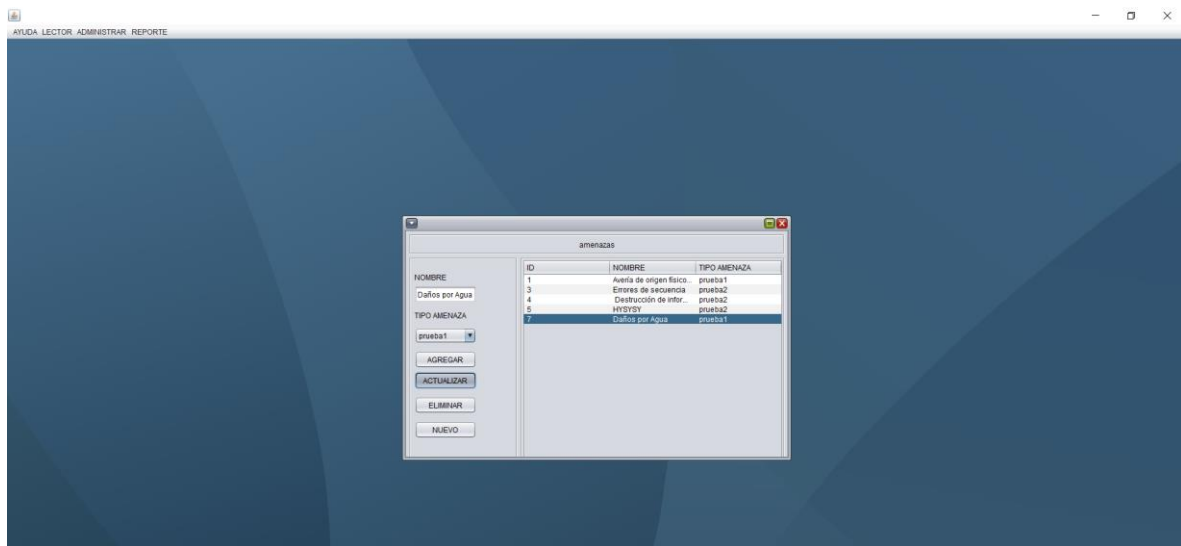 AYUDA LECTOR ADMINISTRAR REPORTE
amenazas
NOMBRE
Daños por Agua
TIPO AMENAZA
prueba1
AGREGAR
ACTUALIZAR
ELIMINAR
NUEVO
ID NOMBRE TIPO AMENAZA
1 Avería de origen físico... prueba1
3 Errores de secuencia prueba2
4 Destrucción de infor... prueba2
5 HYSYSY prueba2
7 Daños por Agua prueba1